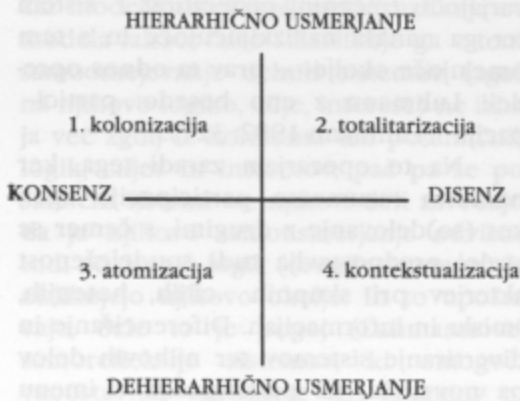 HIERARHIČNO USMERJANJE
1. kolonizacija 2. totalitarizacija
KONSENZ DISENZ
3. atomizacija 4. kontekstualizacija
DEHIERARHIČNO USMERJANJE